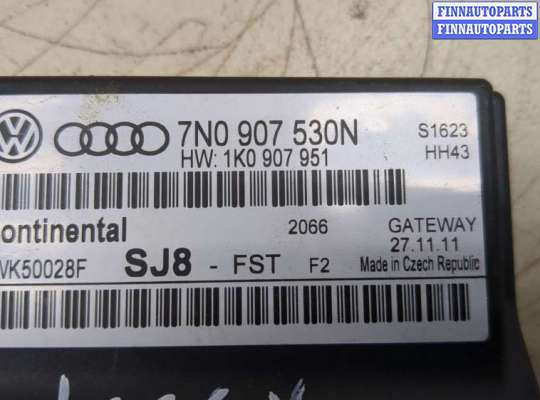 FINNAUTOPARTS
FINNAUTOPARTS
7N0 907 530N
S1623
HW: 1K0 907 951
HH43
ontinental
2066
GATEWAY
27.11.11
VK50028F
SJ8 - FST F2
Made in Czech Republic